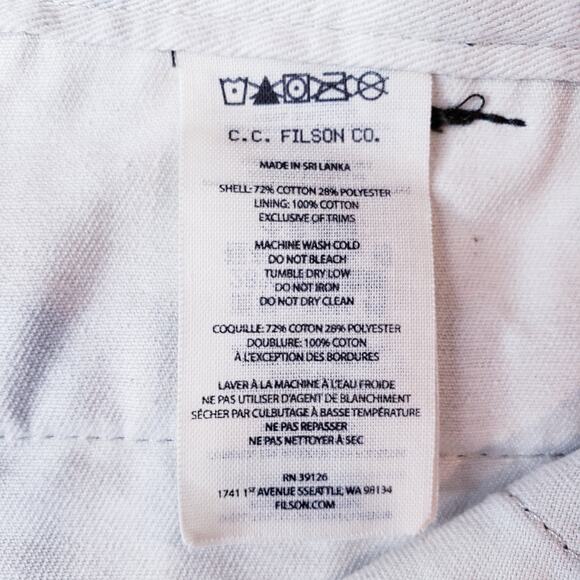 C.C. FILSON CO.
MADE IN SRI LANKA
SHELL: 72% COTTON 28% POLYESTER
LINING: 100% COTTON
EXCLUSIVE OF TRIMS
MACHINE WASH COLD
DO NOT BLEACH
TUMBLE DRY LOW
DO NOT IRON
DO NOT DRY CLEAN
COQUILLE: 72% COTON 28% POLYESTER
DOUBLURE: 100% COTON
À L'EXCEPTION DES BORDURES
LAVER À LA MACHINE À L'EAU FROIDE
NE PAS UTILISER D'AGENT DE BLANCHIMENT
SÉCHER PAR CULBUTAGE À BASSE TEMPÉRATURE
NE PAS REPASSER
NE PAS NETTOYER À SEC
RN 39126
1741 1ST AVENUE SSEATTLE, WA 98134
FILSON.COM